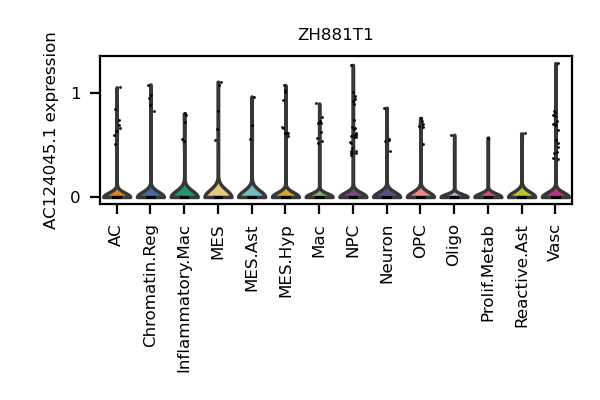 ZH881T1
AC124045.1 expression
1
0
AC
Chromatin.Reg
Inflammatory.Mac
MES
MES.Ast
MES.Hyp
Mac
NPC
Neuron
OPC
Oligo
Prolif.Metab
Reactive.Ast
Vasc